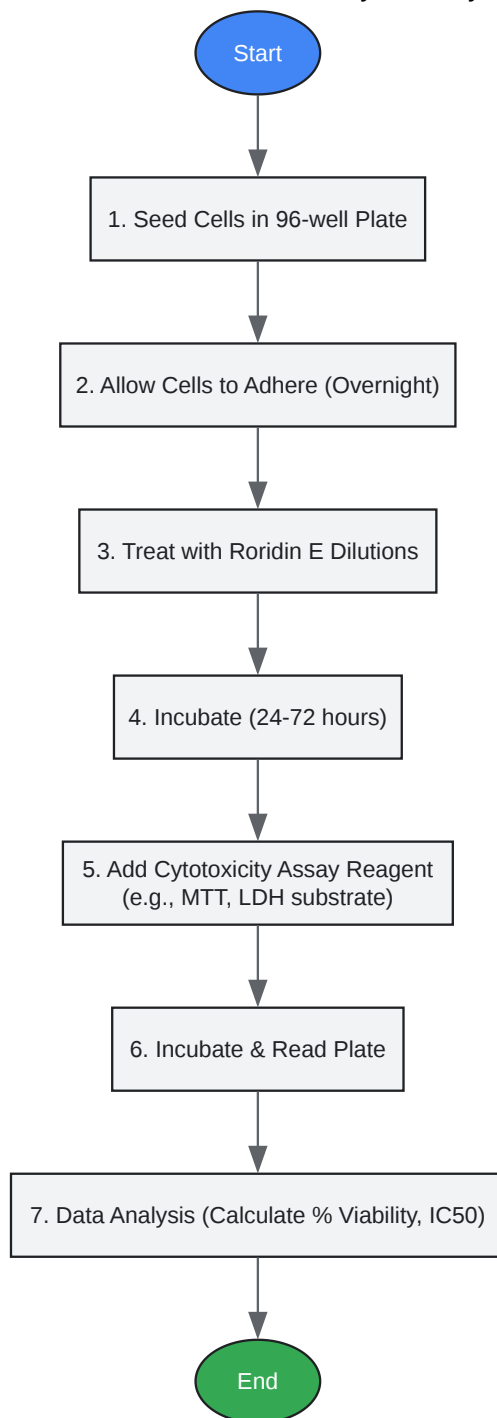 Start
1. Seed Cells in 96-well Plate
2. Allow Cells to Adhere (Overnight)
3. Treat with Roridin E Dilutions
4. Incubate (24-72 hours)
5. Add Cytotoxicity Assay Reagent
(e.g., MTT, LDH substrate)
6. Incubate & Read Plate
7. Data Analysis (Calculate % Viability, IC50)
End